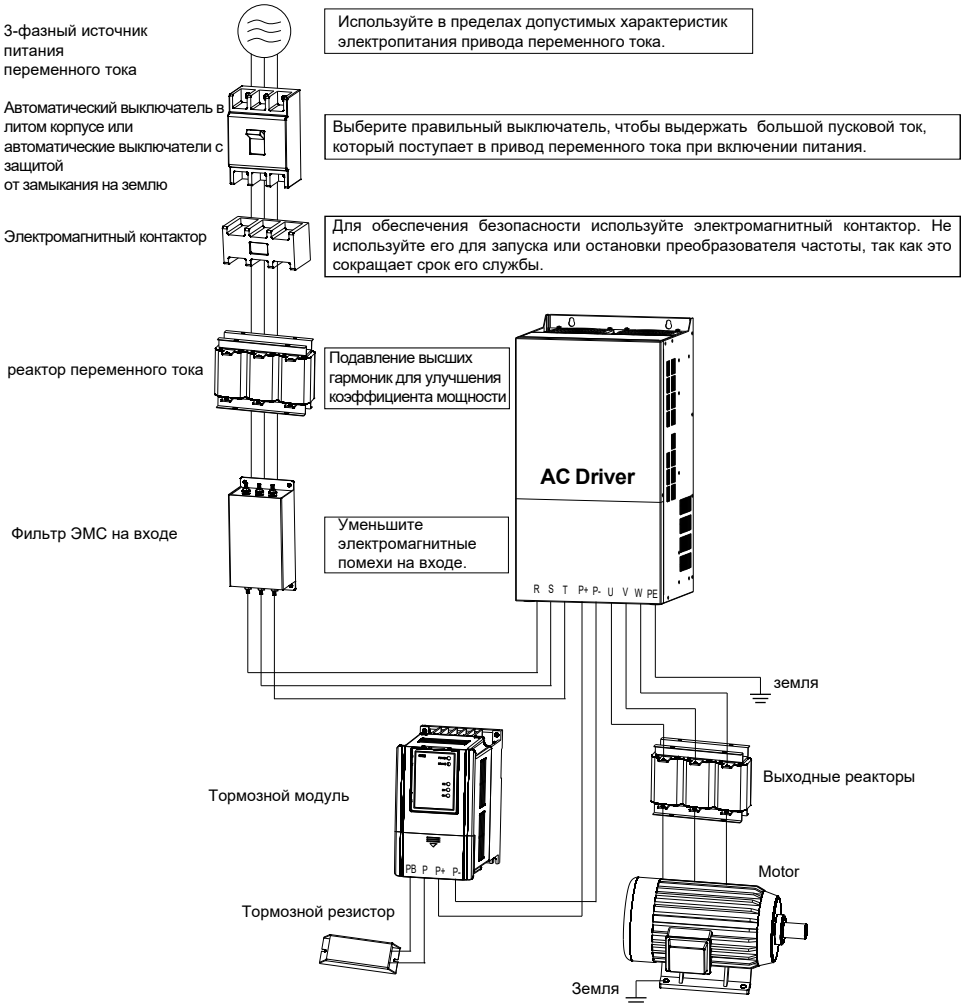 3-фазный источник
питания
переменного тока
Используйте в пределах допустимых характеристик
электропитания привода переменного тока.
Автоматический выключатель в
литом корпусе или
автоматические выключатели с
защитой
от замыкания на землю
Выберите правильный выключатель, чтобы выдержать большой пусковой ток,
который поступает в привод переменного тока при включении питания.
Электромагнитный контактор
Для обеспечения безопасности используйте электромагнитный контактор. Не
используйте его для запуска или остановки преобразователя частоты, так как это
сокращает срок его службы.
реактор переменного тока
Подавление высших
гармоник для улучшения
коэффициента мощности
AC Driver
Фильтр ЭМС на входе
Уменьшите
электромагнитные
помехи на входе.
R S T P+ P- U V W PE
земля
Тормозной модуль
Выходные реакторы
PB P P+ P-
Motor
Тормозной резистор
Земля